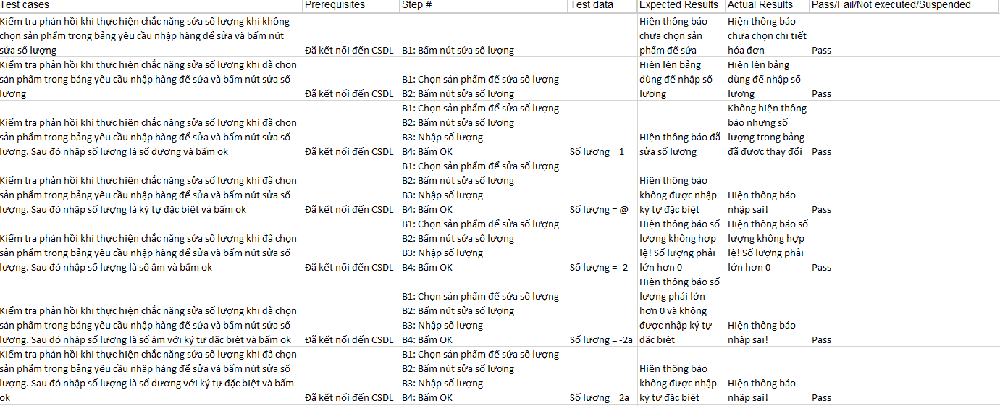 Test cases Prerequisites Step # Test data Expected Results Actual Results Pass/Fail/Not executed/Suspended
Kiểm tra phản hồi khi thực hiện chắc năng sửa số lượng khi không
chọn sản phẩm trong bảng yêu cầu nhập hàng để sửa và bấm nút
sửa số lượng
Đã kết nối đến CSDL
B1: Bấm nút sửa số lượng
Hiện thông báo
chưa chọn sản
phẩm để sửa
Hiện thông báo
chưa chọn chi tiết
hóa đơn
Pass
Kiểm tra phản hồi khi thực hiện chắc năng sửa số lượng khi đã chọn
sản phẩm trong bảng yêu cầu nhập hàng để sửa và bấm nút sửa số
lượng
Đã kết nối đến CSDL
B1: Chọn sản phẩm để sửa số lượng
B2: Bấm nút sửa số lượng
Hiện lên bảng
dùng để nhập số
lượng
Hiện lên bảng
dùng để nhập số
lượng
Pass
Kiểm tra phản hồi khi thực hiện chắc năng sửa số lượng khi đã chọn
sản phẩm trong bảng yêu cầu nhập hàng để sửa và bấm nút sửa số
lượng. Sau đó nhập số lượng là số dương và bấm ok
Đã kết nối đến CSDL
B1: Chọn sản phẩm để sửa số lượng
B2: Bấm nút sửa số lượng
B3: Nhập số lượng
B4: Bấm OK
Số lượng = 1
Hiện thông báo đã
sửa số lượng
Không hiện thông
báo nhưng số
lượng trong bảng
đã được thay đổi
Pass
Kiểm tra phản hồi khi thực hiện chắc năng sửa số lượng khi đã chọn
sản phẩm trong bảng yêu cầu nhập hàng để sửa và bấm nút sửa số
lượng. Sau đó nhập số lượng là ký tự đặc biệt và bấm ok
Đã kết nối đến CSDL
B1: Chọn sản phẩm để sửa số lượng
B2: Bấm nút sửa số lượng
B3: Nhập số lượng
B4: Bấm OK
Số lượng = @
Hiện thông báo
không được nhập
ký tự đặc biệt
Hiện thông báo
nhập sai!
Pass
Kiểm tra phản hồi khi thực hiện chắc năng sửa số lượng khi đã chọn
sản phẩm trong bảng yêu cầu nhập hàng để sửa và bấm nút sửa số
lượng. Sau đó nhập số lượng là số âm và bấm ok
Đã kết nối đến CSDL
B1: Chọn sản phẩm để sửa số lượng
B2: Bấm nút sửa số lượng
B3: Nhập số lượng
B4: Bấm OK
Số lượng = -2
Hiện thông báo số
lượng không hợp
lệ! Số lượng phải
lớn hơn 0
Hiện thông báo số
lượng không hợp
lệ! Số lượng phải
lớn hơn 0
Pass
Kiểm tra phản hồi khi thực hiện chắc năng sửa số lượng khi đã chọn
sản phẩm trong bảng yêu cầu nhập hàng để sửa và bấm nút sửa số
lượng. Sau đó nhập số lượng là số âm với ký tự đặc biệt và bấm ok
Đã kết nối đến CSDL
B1: Chọn sản phẩm để sửa số lượng
B2: Bấm nút sửa số lượng
B3: Nhập số lượng
B4: Bấm OK
Số lượng = -2a
Hiện thông báo số
lượng phải lớn
hơn 0 và không
được nhập ký tự
đặc biệt
Hiện thông báo
nhập sai!
Pass
Kiểm tra phản hồi khi thực hiện chắc năng sửa số lượng khi đã chọn
sản phẩm trong bảng yêu cầu nhập hàng để sửa và bấm nút sửa số
lượng. Sau đó nhập số lượng là số dương với ký tự đặc biệt và bấm
ok
Đã kết nối đến CSDL
B1: Chọn sản phẩm để sửa số lượng
B2: Bấm nút sửa số lượng
B3: Nhập số lượng
B4: Bấm OK
Số lượng = 2a
Hiện thông báo
không được nhập
ký tự đặc biệt
Hiện thông báo
nhập sai!
Pass